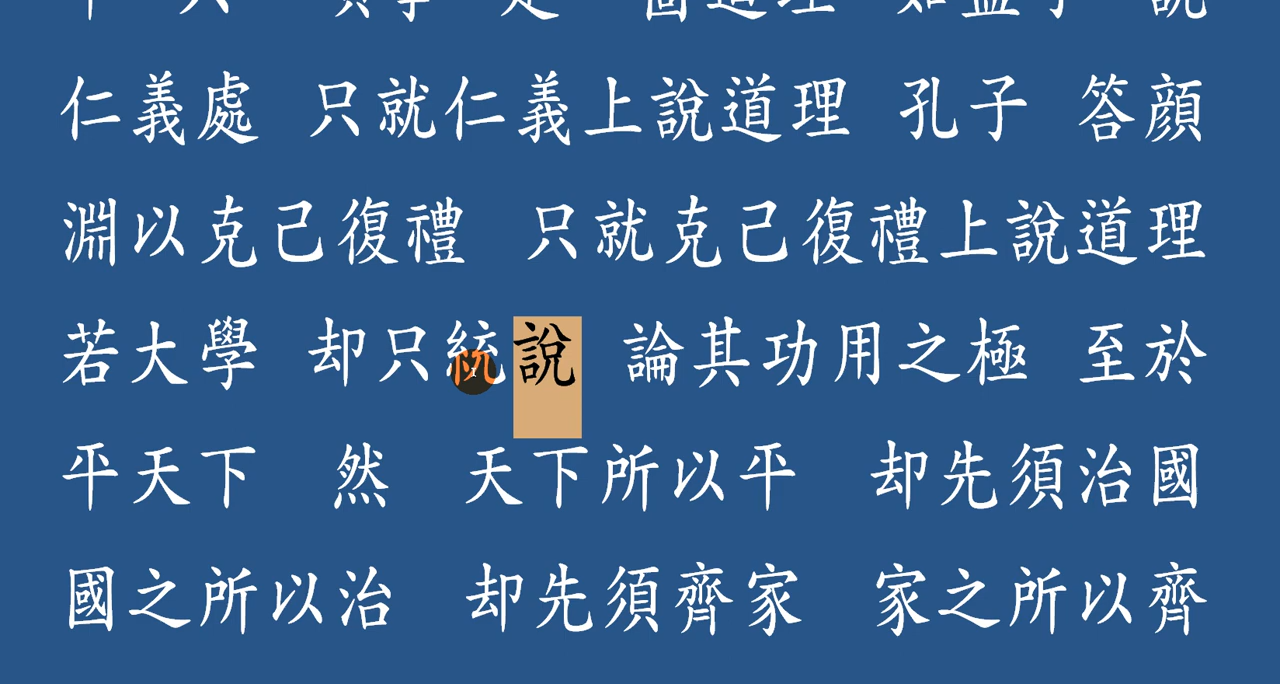 仁義處 只就仁義上說道理 孔子 答顔
淵以克己復禮 只就克己復禮上說道理
若大學 却只統說 論其功用之極 至於
平天下 然 天下所以平 却先須治國
國之所以治 却先須齊家 家之所以齊